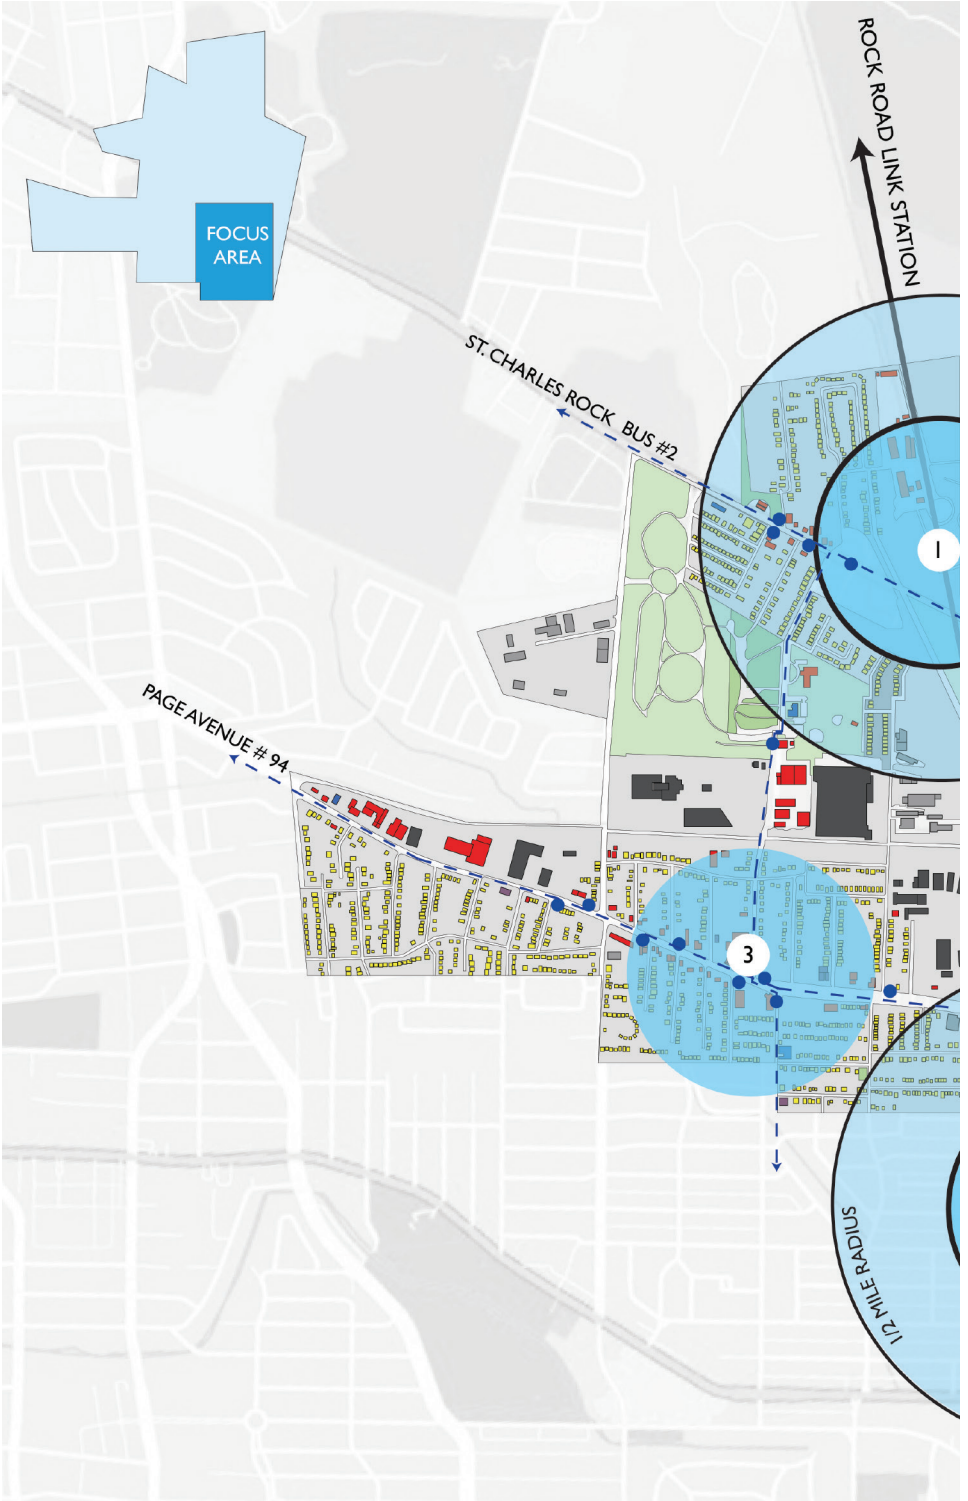 ROCK ROAD LINK STATION
FOCUS
AREA
ST. CHARLES ROCK BUS #2
1
PAGE AVENUE # 94
3
1/2 MILE RADIUS